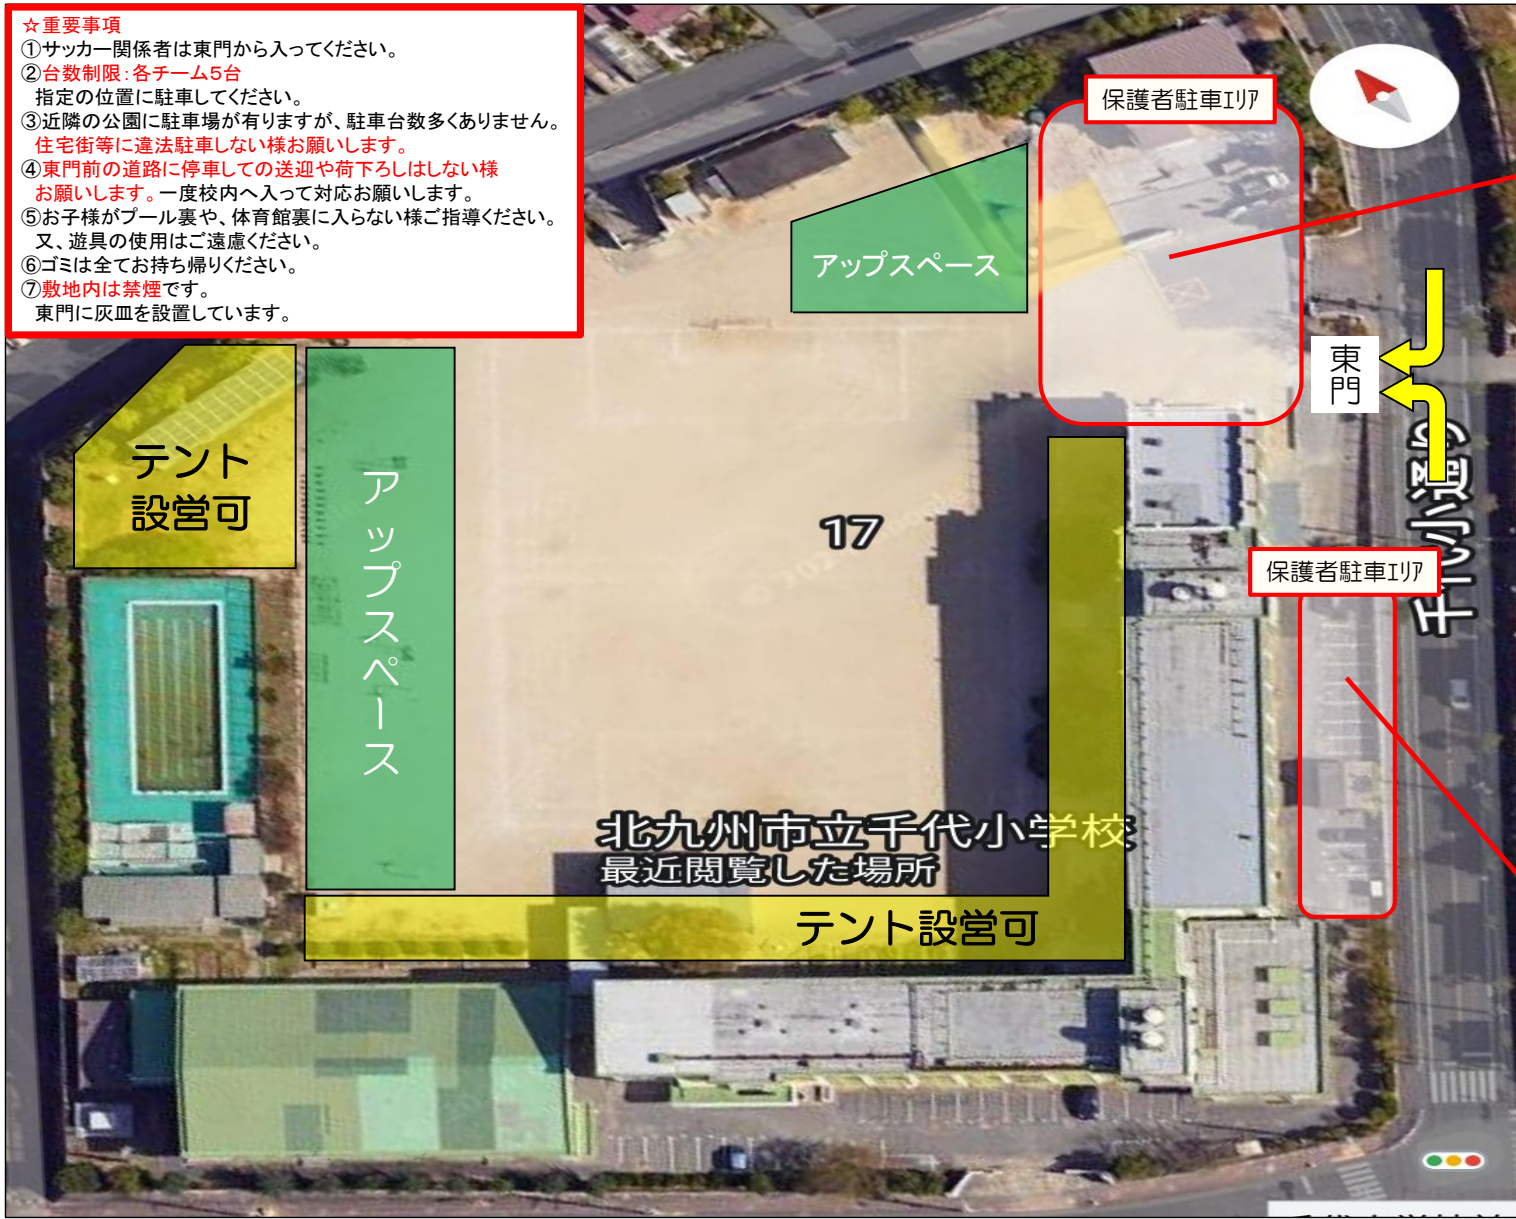 ☆重要事項
①サッカー関係者は東門から入ってください。
②台数制限：各チーム5台
指定の位置に駐車してください。
③近隣の公園に駐車場が有りますが、駐車台数多くありません。
住宅街等に違法駐車しない様お願いします。
④東門前の道路に停車しての送迎や荷下ろしはしない様
お願いします。一度校内へ入って対応お願いします。
⑤お子様がプール裏や、体育館裏に入らない様ご指導ください。
又、遊具の使用はご遠慮ください。
⑥ゴミは全てお持ち帰りください。
⑦敷地内は禁煙です。
東門に灰皿を設置しています。
保護者駐車エリア
アップスペース
東門
テント
設営可
アップスペース
17
千代小通り
保護者駐車エリア
北九州市立千代小学校
最近閲覧した場所
テント設営可